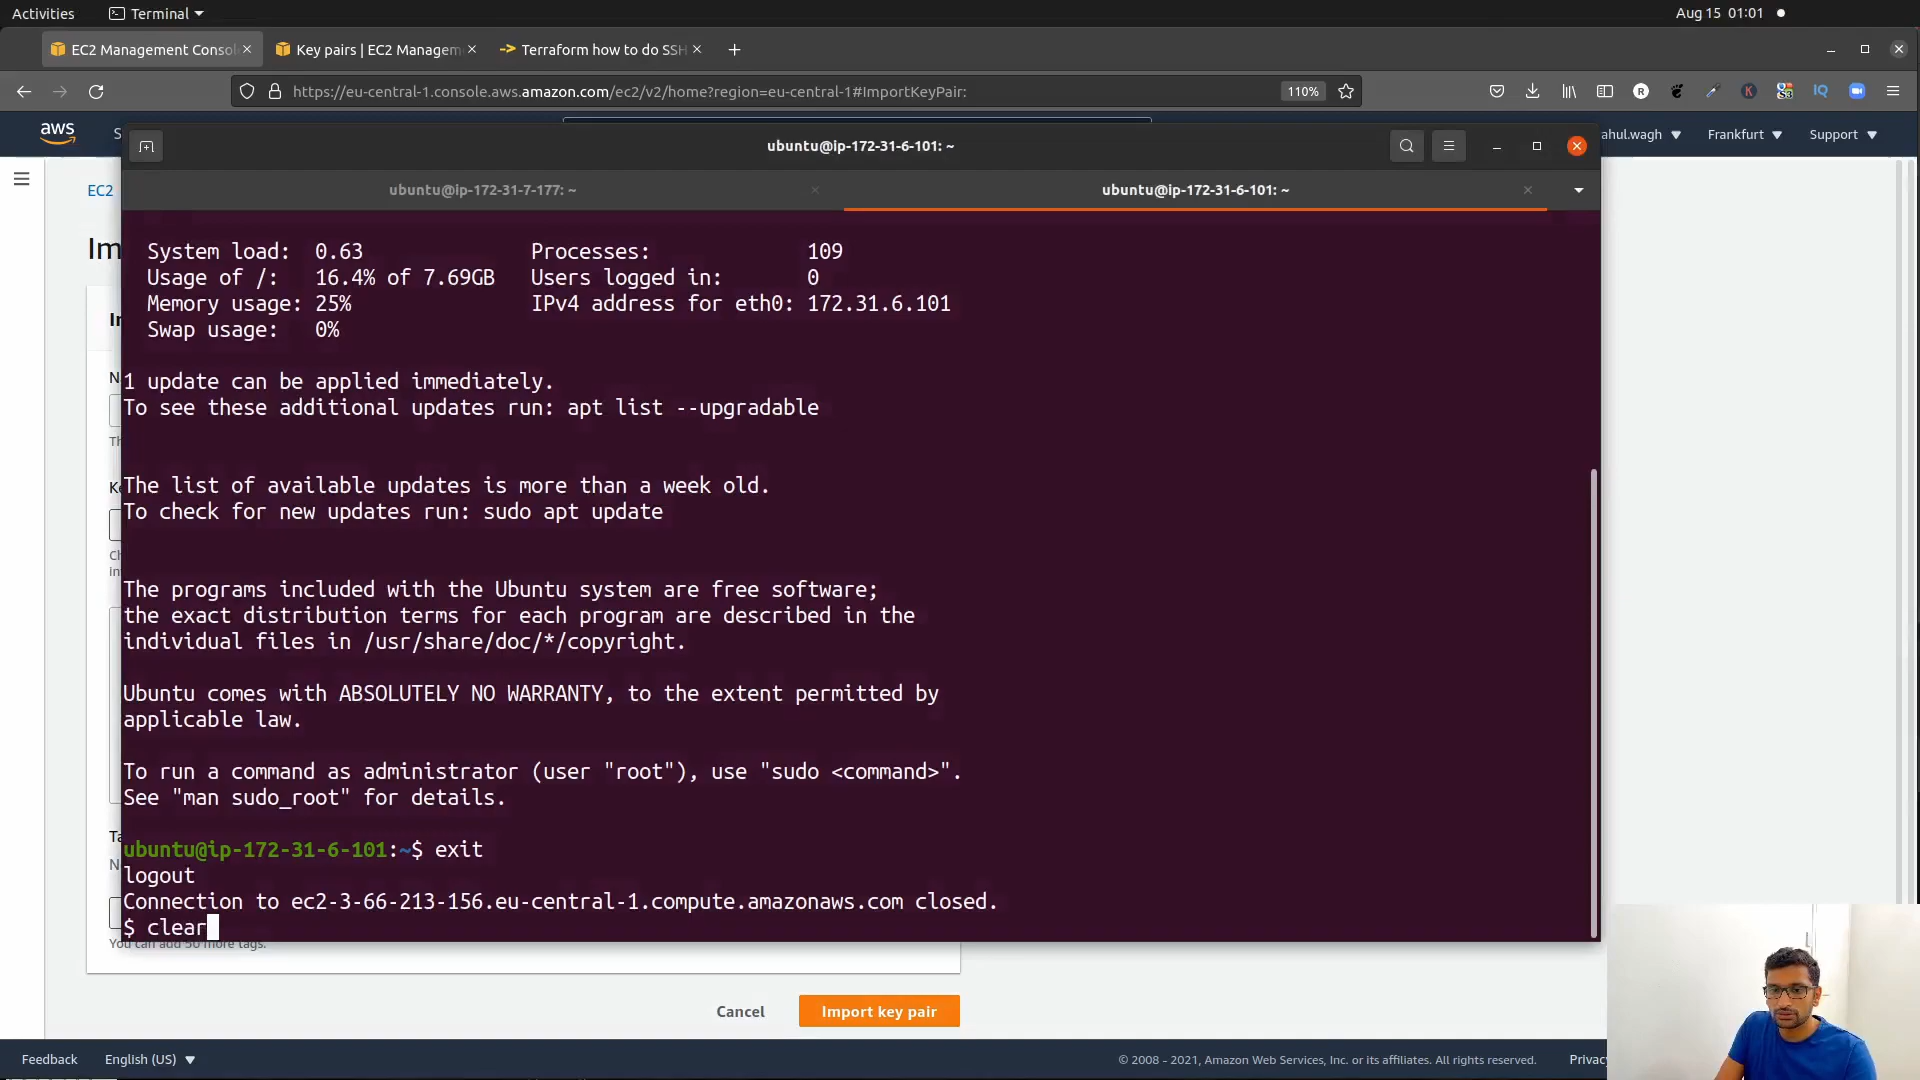 Activities
Terminal
Aug 15 01:01
EC2 Management Conso
Key pairs | EC2 Managem
Terraform how to do SSH
https://eu-central-1.console.aws.amazon.com/ec2/v2/home?region=eu-central-1#ImportKeyPair:
110%
aws
S
ubuntu@ip-172-31-6-101: ~
ahul.wagh
Frankfurt
Support
EC2
ubuntu@ip-172-31-7-177: ~
ubuntu@ip-172-31-6-101: ~
Im
System load: 0.63 Processes: 109
Usage of /: 16.4% of 7.69GB Users logged in: 0
Memory usage: 25% IPv4 address for eth0: 172.31.6.101
Swap usage: 0%
1 update can be applied immediately.
To see these additional updates run: apt list --upgradable
The list of available updates is more than a week old.
To check for new updates run: sudo apt update
The programs included with the Ubuntu system are free software;
the exact distribution terms for each program are described in the
individual files in /usr/share/doc/*/copyright.
Ubuntu comes with ABSOLUTELY NO WARRANTY, to the extent permitted by
applicable law.
To run a command as administrator (user "root"), use "sudo <command>".
See "man sudo_root" for details.
ubuntu@ip-172-31-6-101:~$ exit
logout
Connection to ec2-3-66-213-156.eu-central-1.compute.amazonaws.com closed.
$ clear
You can add 50 more tags.
Cancel
Import key pair
Feedback
English (US)
© 2008 - 2021, Amazon Web Services, Inc. or its affiliates. All rights reserved.
Privac